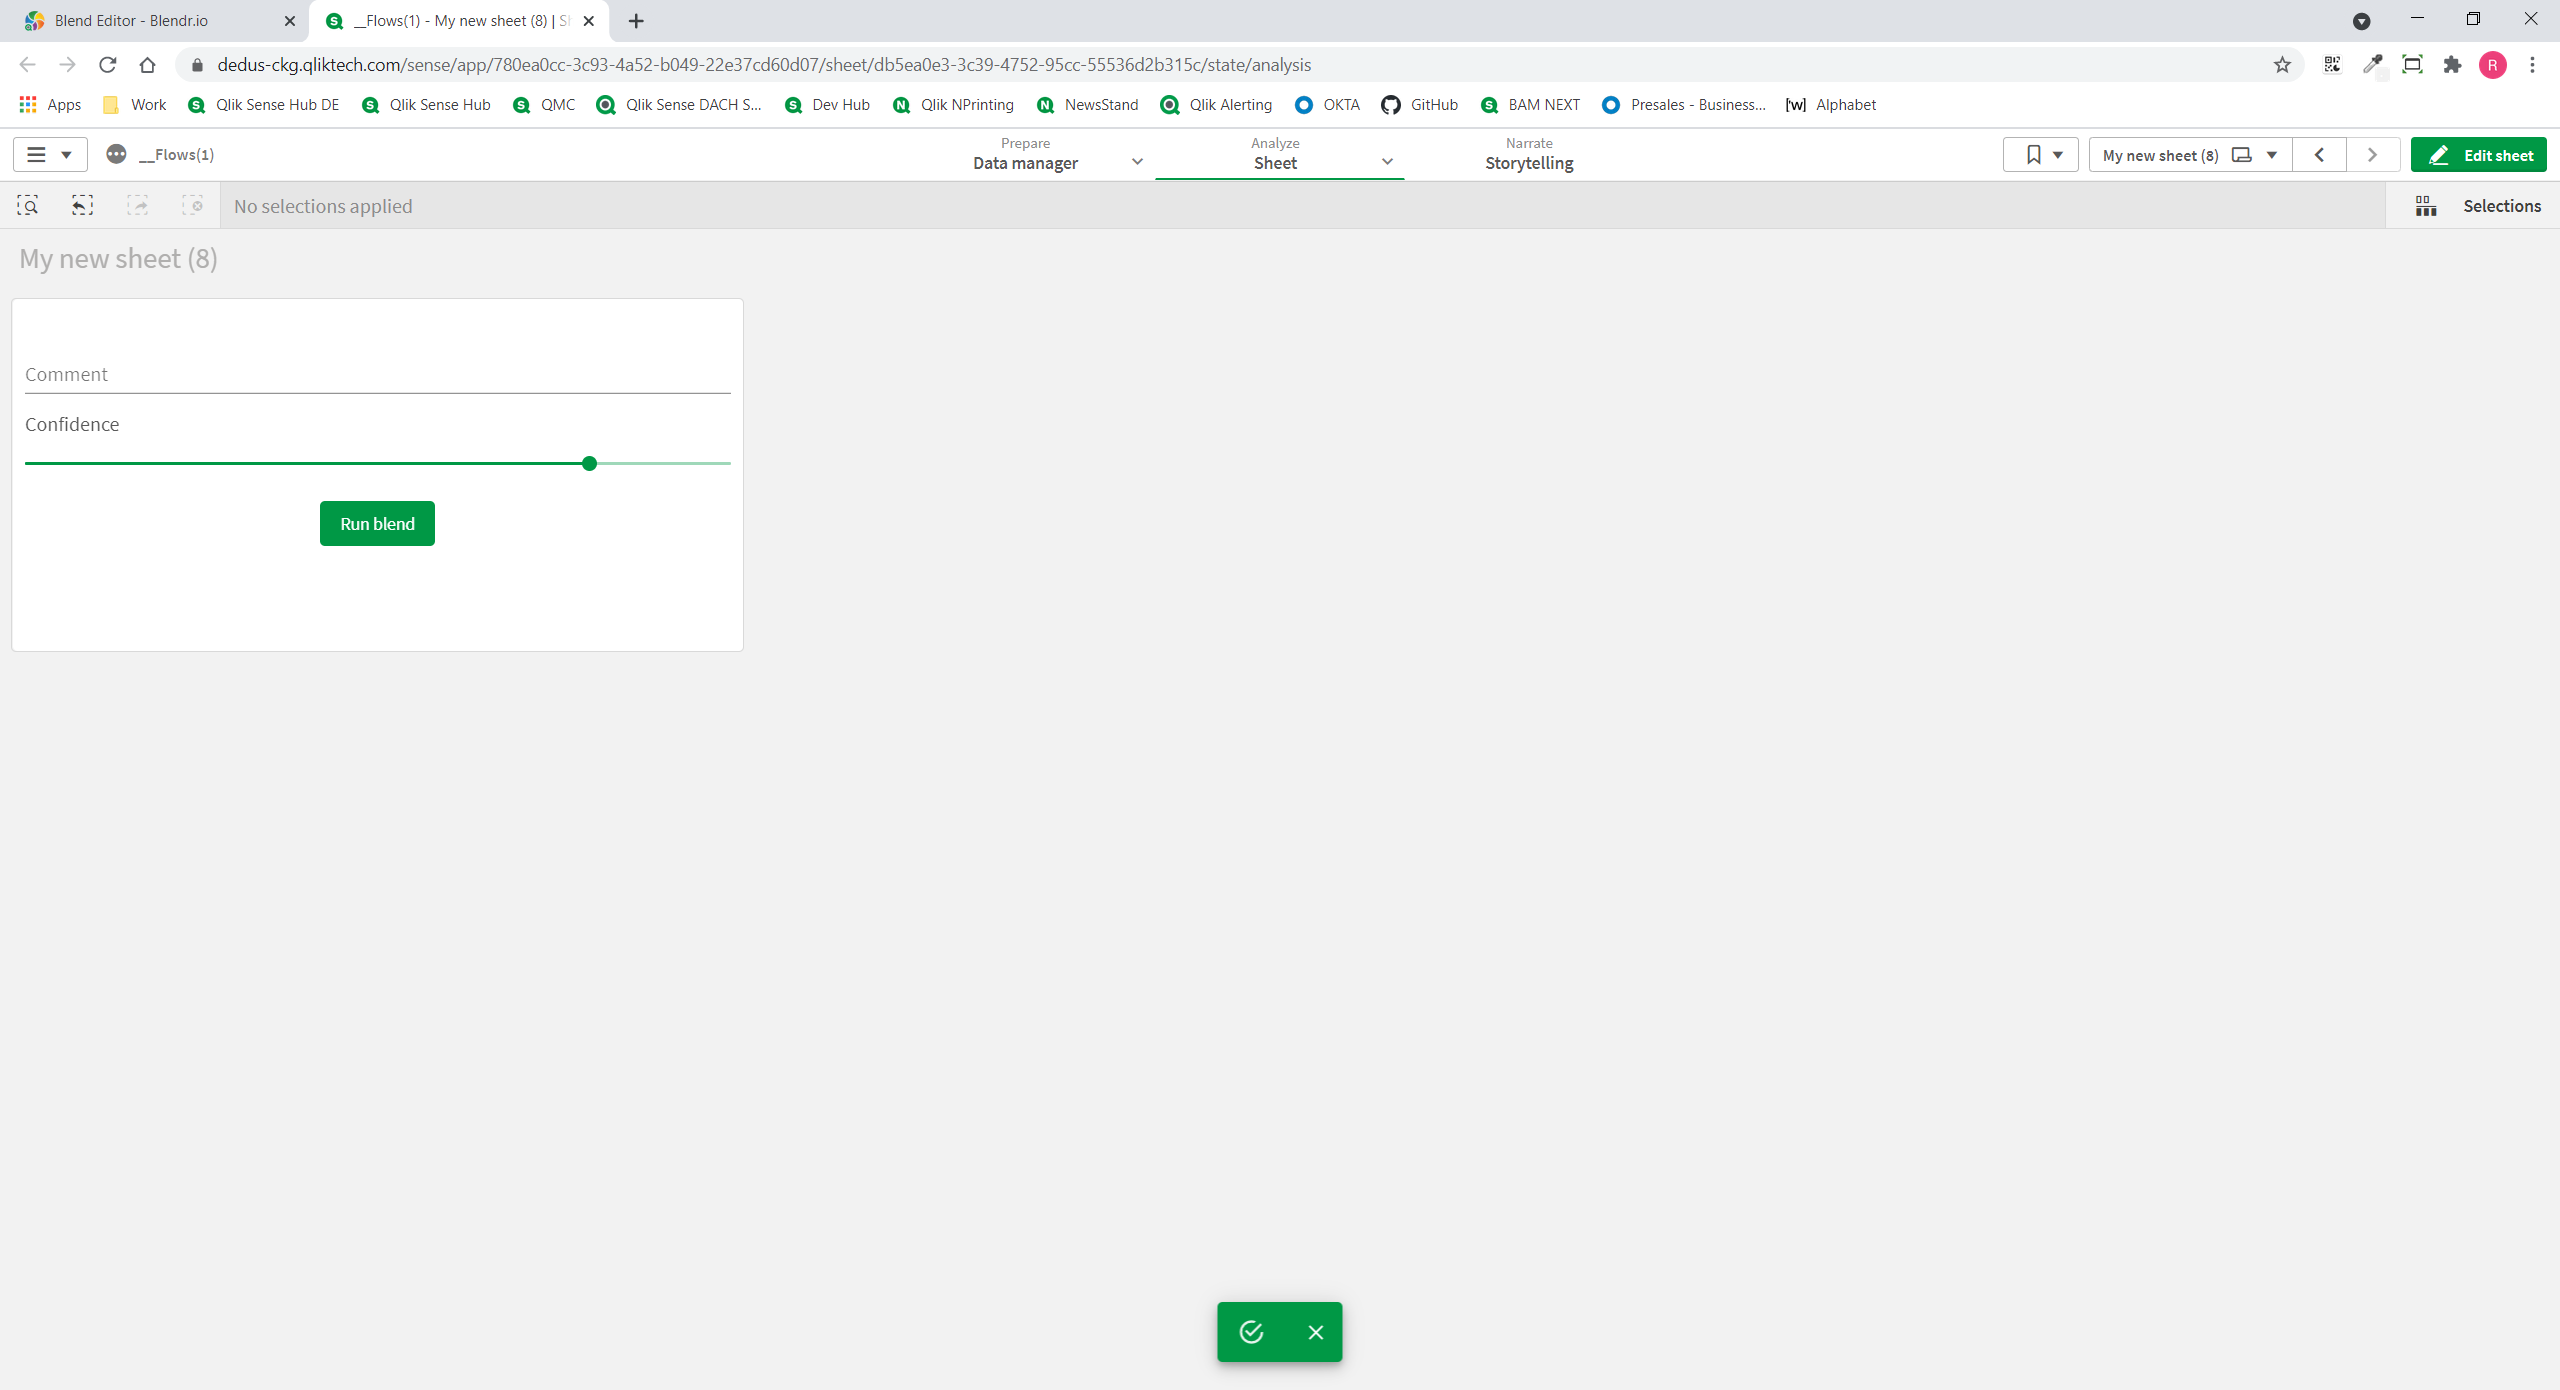 Blend Editor - Blendr.io
__Flows(1) - My new sheet (8) | S
dedus-ckg.qliktech.com/sense/app/780ea0cc-3c93-4a52-b049-22e37cd60d07/sheet/db5ea0e3-3c39-4752-95cc-55536d2b315c/state/analysis
R
Apps Work Qlik Sense Hub DE Qlik Sense Hub QMC Qlik Sense DACH S... Dev Hub Qlik NPrinting NewsStand Qlik Alerting OKTA GitHub BAM NEXT Presales - Business... ['w] Alphabet
__Flows(1)
Prepare
Data manager
Analyze
Sheet
Narrate
Storytelling
My new sheet (8)
Edit sheet
No selections applied
Selections
My new sheet (8)
Comment
Confidence
Run blend